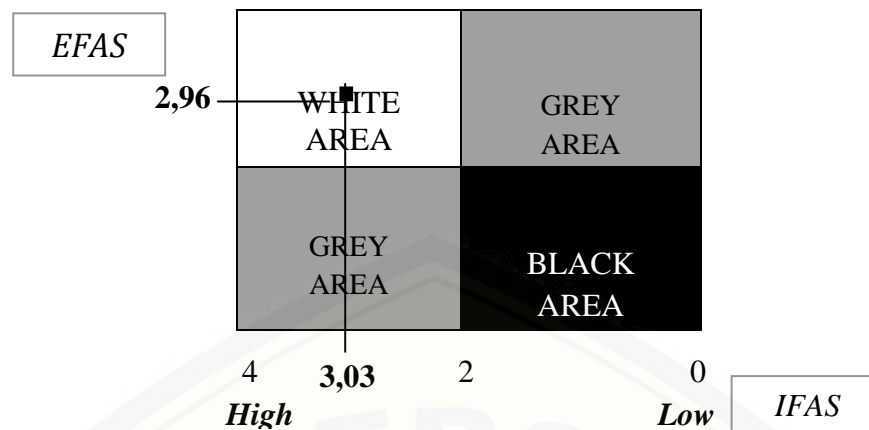 EFAS
2,96
WHITE
AREA
GREY
AREA
GREY
AREA
BLACK
AREA
4
3,03
2
0
High
Low
IFAS